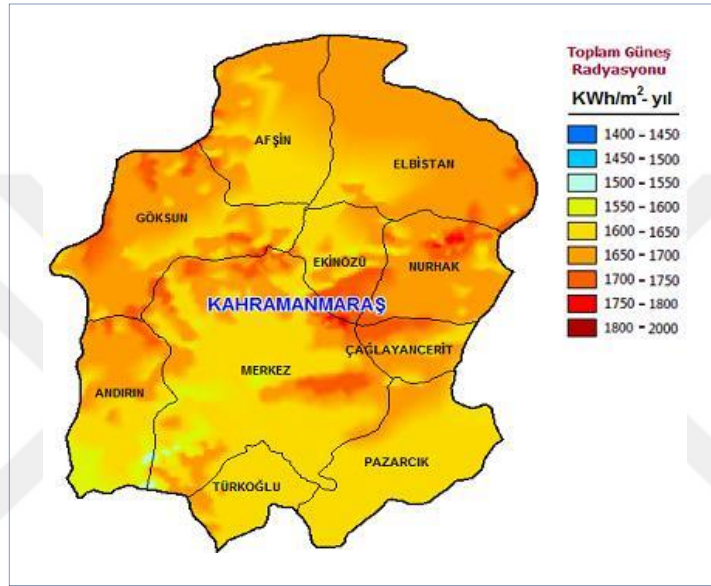 Toplam Güneş
Radyasyonu
KWh/m²- yıl
1400 - 1450
1450 - 1500
1500 - 1550
1550 - 1600
1600 - 1650
1650 - 1700
1700 - 1750
1750 - 1800
1800 - 2000
AFŞİN
ELBİSTAN
GÖKSUN
EKİNÖZÜ
NURHAK
KAHRAMANMARAŞ
ÇAĞLAYANCERİT
MERKEZ
ANDIRIN
PAZARCIK
TÜRKOĞLU